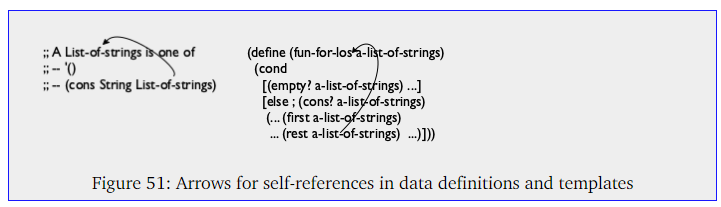 ;; A List-of-strings is one of
;; -- '()
;; -- (cons String List-of-strings)
(define (fun-for-los a-list-of-strings)
(cond
[(empty? a-list-of-strings) ...]
[else ; (cons? a-list-of-strings)
(... (first a-list-of-strings)
... (rest a-list-of-strings) ...)]))
Figure 51: Arrows for self-references in data definitions and templates